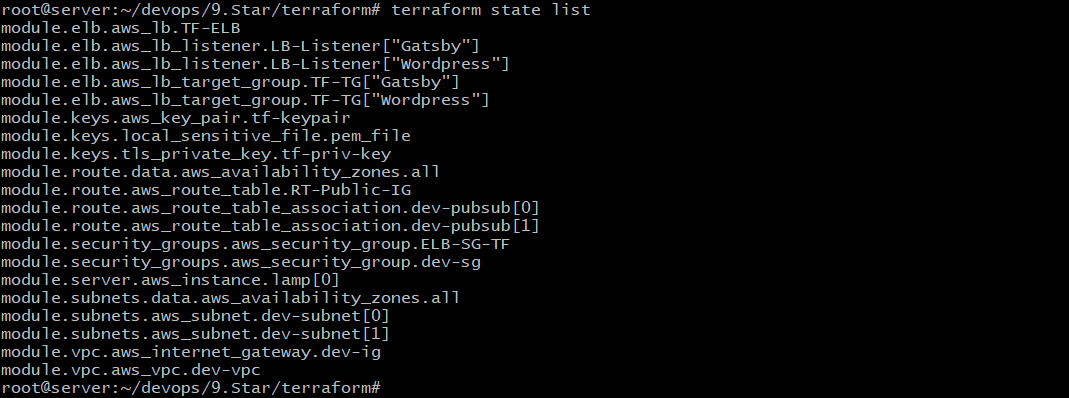 root@server:~/devops/9.Star/terraform# terraform state list
module.elb.aws_lb.TF-ELB
module.elb.aws_lb_listener.LB-Listener["Gatsby"]
module.elb.aws_lb_listener.LB-Listener["Wordpress"]
module.elb.aws_lb_target_group.TF-TG["Gatsby"]
module.elb.aws_lb_target_group.TF-TG["Wordpress"]
module.keys.aws_key_pair.tf-keypair
module.keys.local_sensitive_file.pem_file
module.keys.tls_private_key.tf-priv-key
module.route.data.aws_availability_zones.all
module.route.aws_route_table.RT-Public-IG
module.route.aws_route_table_association.dev-pubsub[0]
module.route.aws_route_table_association.dev-pubsub[1]
module.security_groups.aws_security_group.ELB-SG-TF
module.security_groups.aws_security_group.dev-sg
module.server.aws_instance.lamp[0]
module.subnets.data.aws_availability_zones.all
module.subnets.aws_subnet.dev-subnet[0]
module.subnets.aws_subnet.dev-subnet[1]
module.vpc.aws_internet_gateway.dev-ig
module.vpc.aws_vpc.dev-vpc
root@server:~/devops/9.Star/terraform#